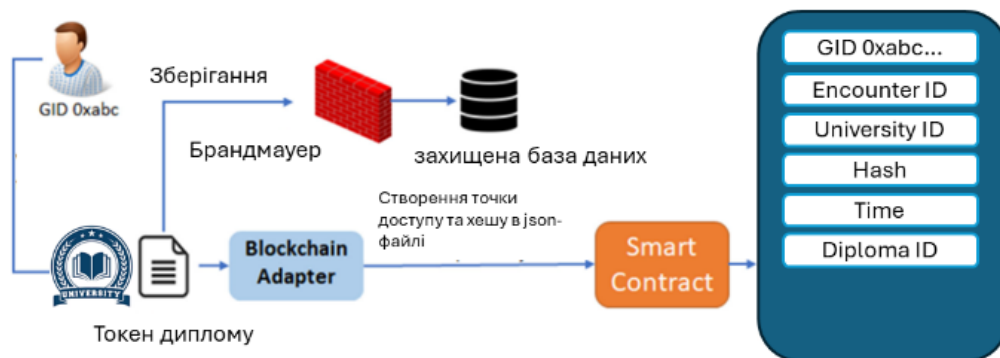 GID 0xabc
Зберігання
Брандмауер
захищена база даних
UNIVERSITY
Токен диплому
Blockchain
Adapter
Створення точки
доступу та хешу в json-
файлі
Smart
Contract
GID 0xabc...
Encounter ID
University ID
Hash
Time
Diploma ID